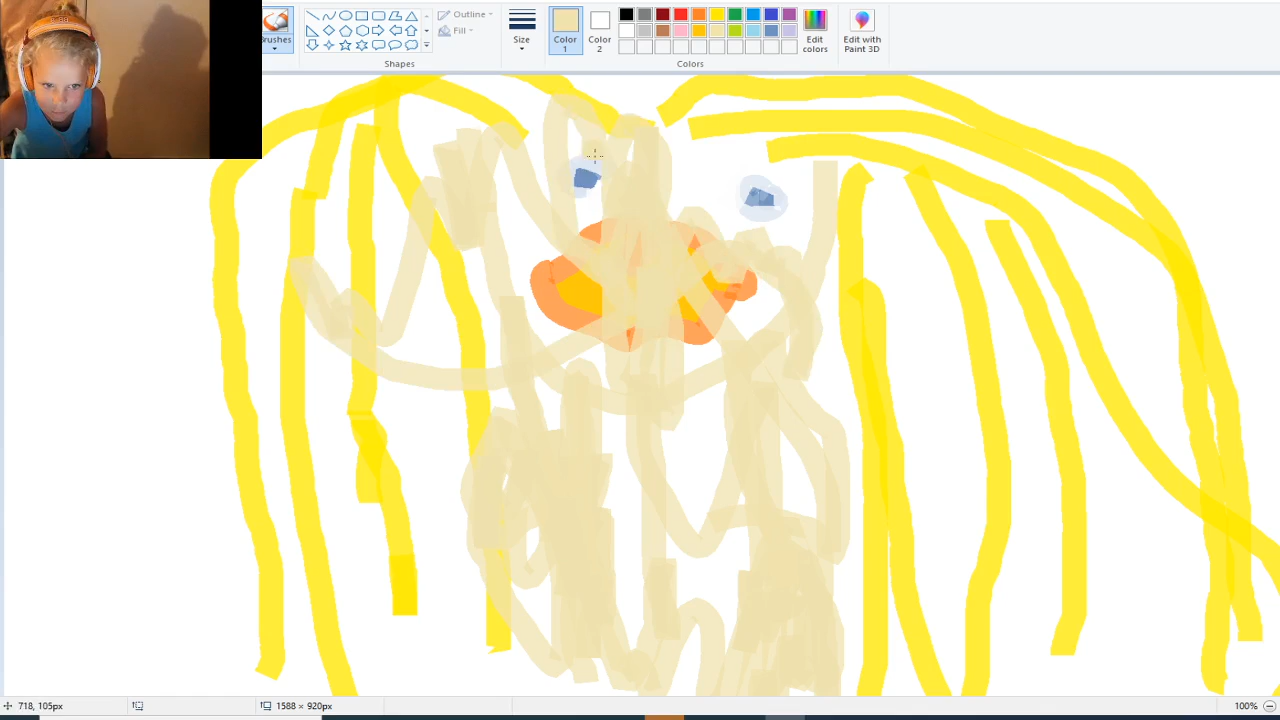 Brushes
Outline
Fill
Shapes
Size
Color 1
Color 2
Colors
Edit colors
Edit with Paint 3D
718, 105px
1588 × 920px
100%